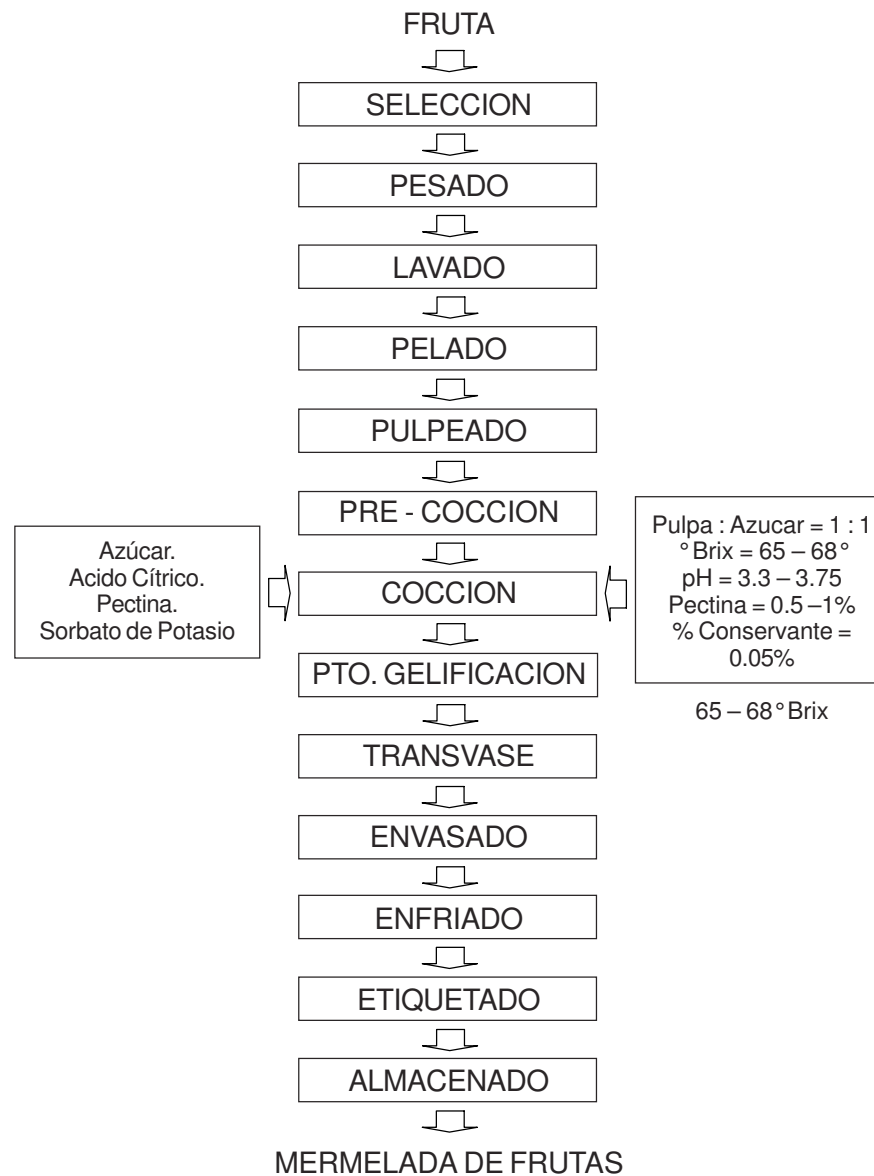 FRUTA
SELECCION
PESADO
LAVADO
PELADO
PULPEADO
PRE - COCCION
Azúcar.
Acido Cítrico.
Pectina.
Sorbato de Potasio
COCCION
Pulpa : Azucar = 1 : 1
°Brix = 65 – 68°
pH = 3.3 – 3.75
Pectina = 0.5 –1%
% Conservante =
0.05%
PTO. GELIFICACION
65 – 68°Brix
TRANSVASE
ENVASADO
ENFRIADO
ETIQUETADO
ALMACENADO
MERMELADA DE FRUTAS